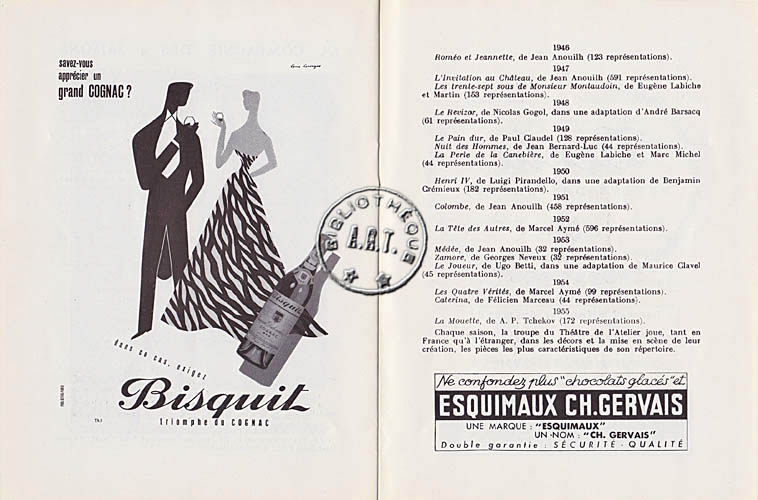 savez-vous
apprécier un
grand COGNAC ?
dans ce cas, exigez
Bisquit
triomphe du COGNAC
BIBLIOTHÈQUE
A.R.T.
1946
Roméo et Jeannette, de Jean Anouilh (123 représentations).
1947
L'Invitation au Château, de Jean Anouilh (591 représentations).
Les trente-sept sous de Monsieur Montaudoin, de Eugène Labiche
et Martin (153 représentations).
1948
Le Revizor, de Nicolas Gogol, dans une adaptation d'André Barsacq
(61 représentations).
1949
Le Pain dur, de Paul Claudel (128 représentations).
Nuit des Hommes, de Jean Bernard-Luc (44 représentations).
La Perle de la Canebière, de Eugène Labiche et Marc Michel
(44 représentations).
1950
Henri IV, de Luigi Pirandello, dans une adaptation de Benjamin
Crémieux (182 représentations).
1951
Colombe, de Jean Anouilh (458 représentations).
1952
La Tête des Autres, de Marcel Aymé (596 représentations).
1953
Médée, de Jean Anouilh (32 représentations).
Zamore, de Georges Neveux (32 représentations).
Le Joueur, de Ugo Betti, dans une adaptation de Maurice Clavel
(45 représentations).
1954
Les Quatre Vérités, de Marcel Aymé (99 représentations).
Caterina, de Félicien Marceau (44 représentations).
1955
La Mouette, de A. P. Tchekov (172 représentations).
Chaque saison, la troupe du Théâtre de l'Atelier joue, tant en
France qu'à l'étranger, dans les décors et la mise en scène de leur
création, les pièces les plus caractéristiques de son répertoire.
Ne confondez plus "chocolats glacés" et
ESQUIMAUX CH. GERVAIS
UNE MARQUE : "ESQUIMAUX"
UN NOM : "CH. GERVAIS"
Double garantie : SÉCURITÉ - QUALITÉ